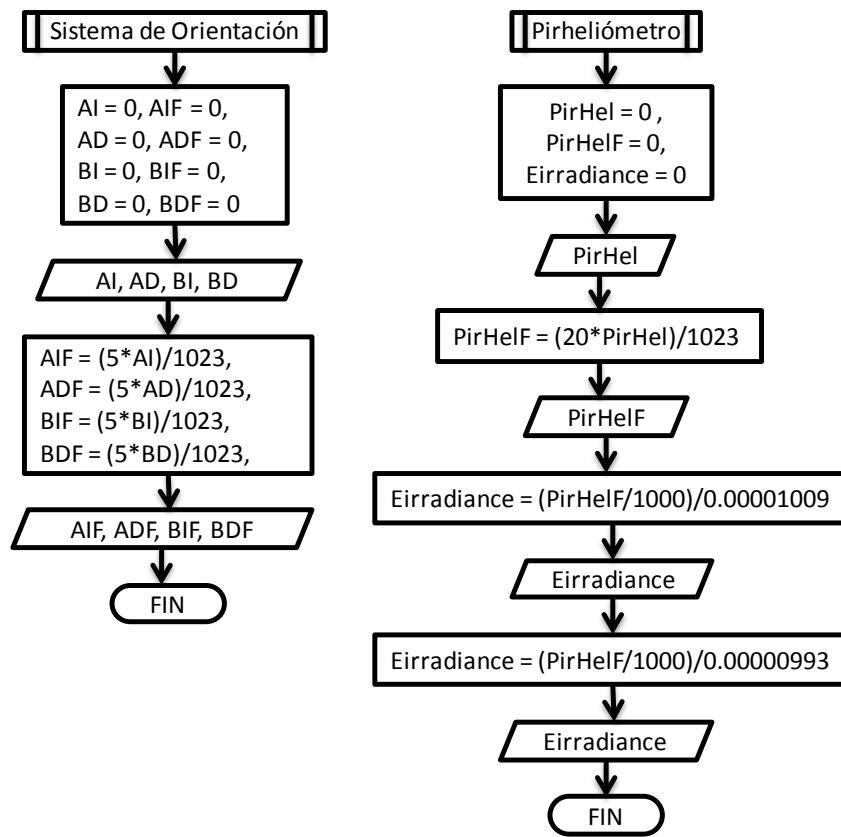 Sistema de Orientación
AI = 0, AIF = 0,
AD = 0, ADF = 0,
BI = 0, BIF = 0,
BD = 0, BDF = 0
AI, AD, BI, BD
AIF = (5*AI)/1023,
ADF = (5*AD)/1023,
BIF = (5*BI)/1023,
BDF = (5*BD)/1023,
AIF, ADF, BIF, BDF
FIN
Pirheliómetro
PirHel = 0 ,
PirHelF = 0,
Eirradiance = 0
PirHel
PirHelF = (20*PirHel)/1023
PirHelF
Eirradiance = (PirHelF/1000)/0.00001009
Eirradiance
Eirradiance = (PirHelF/1000)/0.00000993
Eirradiance
FIN